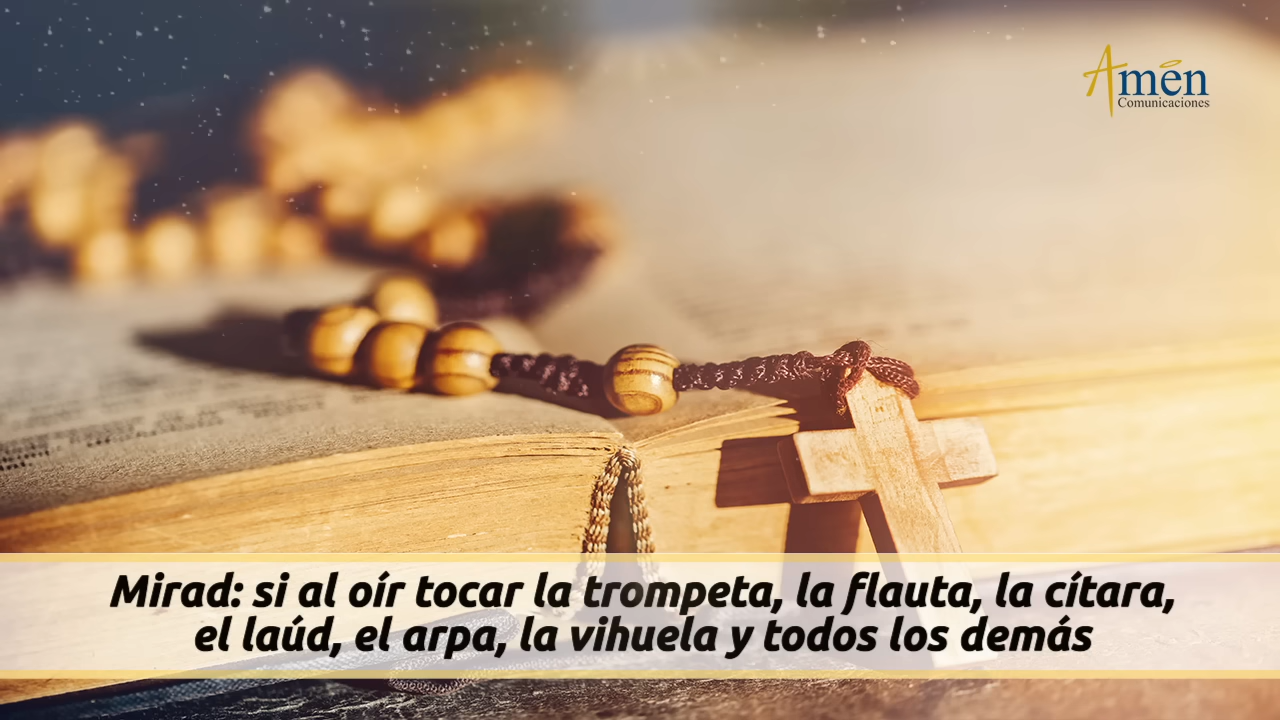 Amén
Comunicaciones
Mirad: si al oír tocar la trompeta, la flauta, la cítara,
el laúd, el arpa, la vihuela y todos los demás